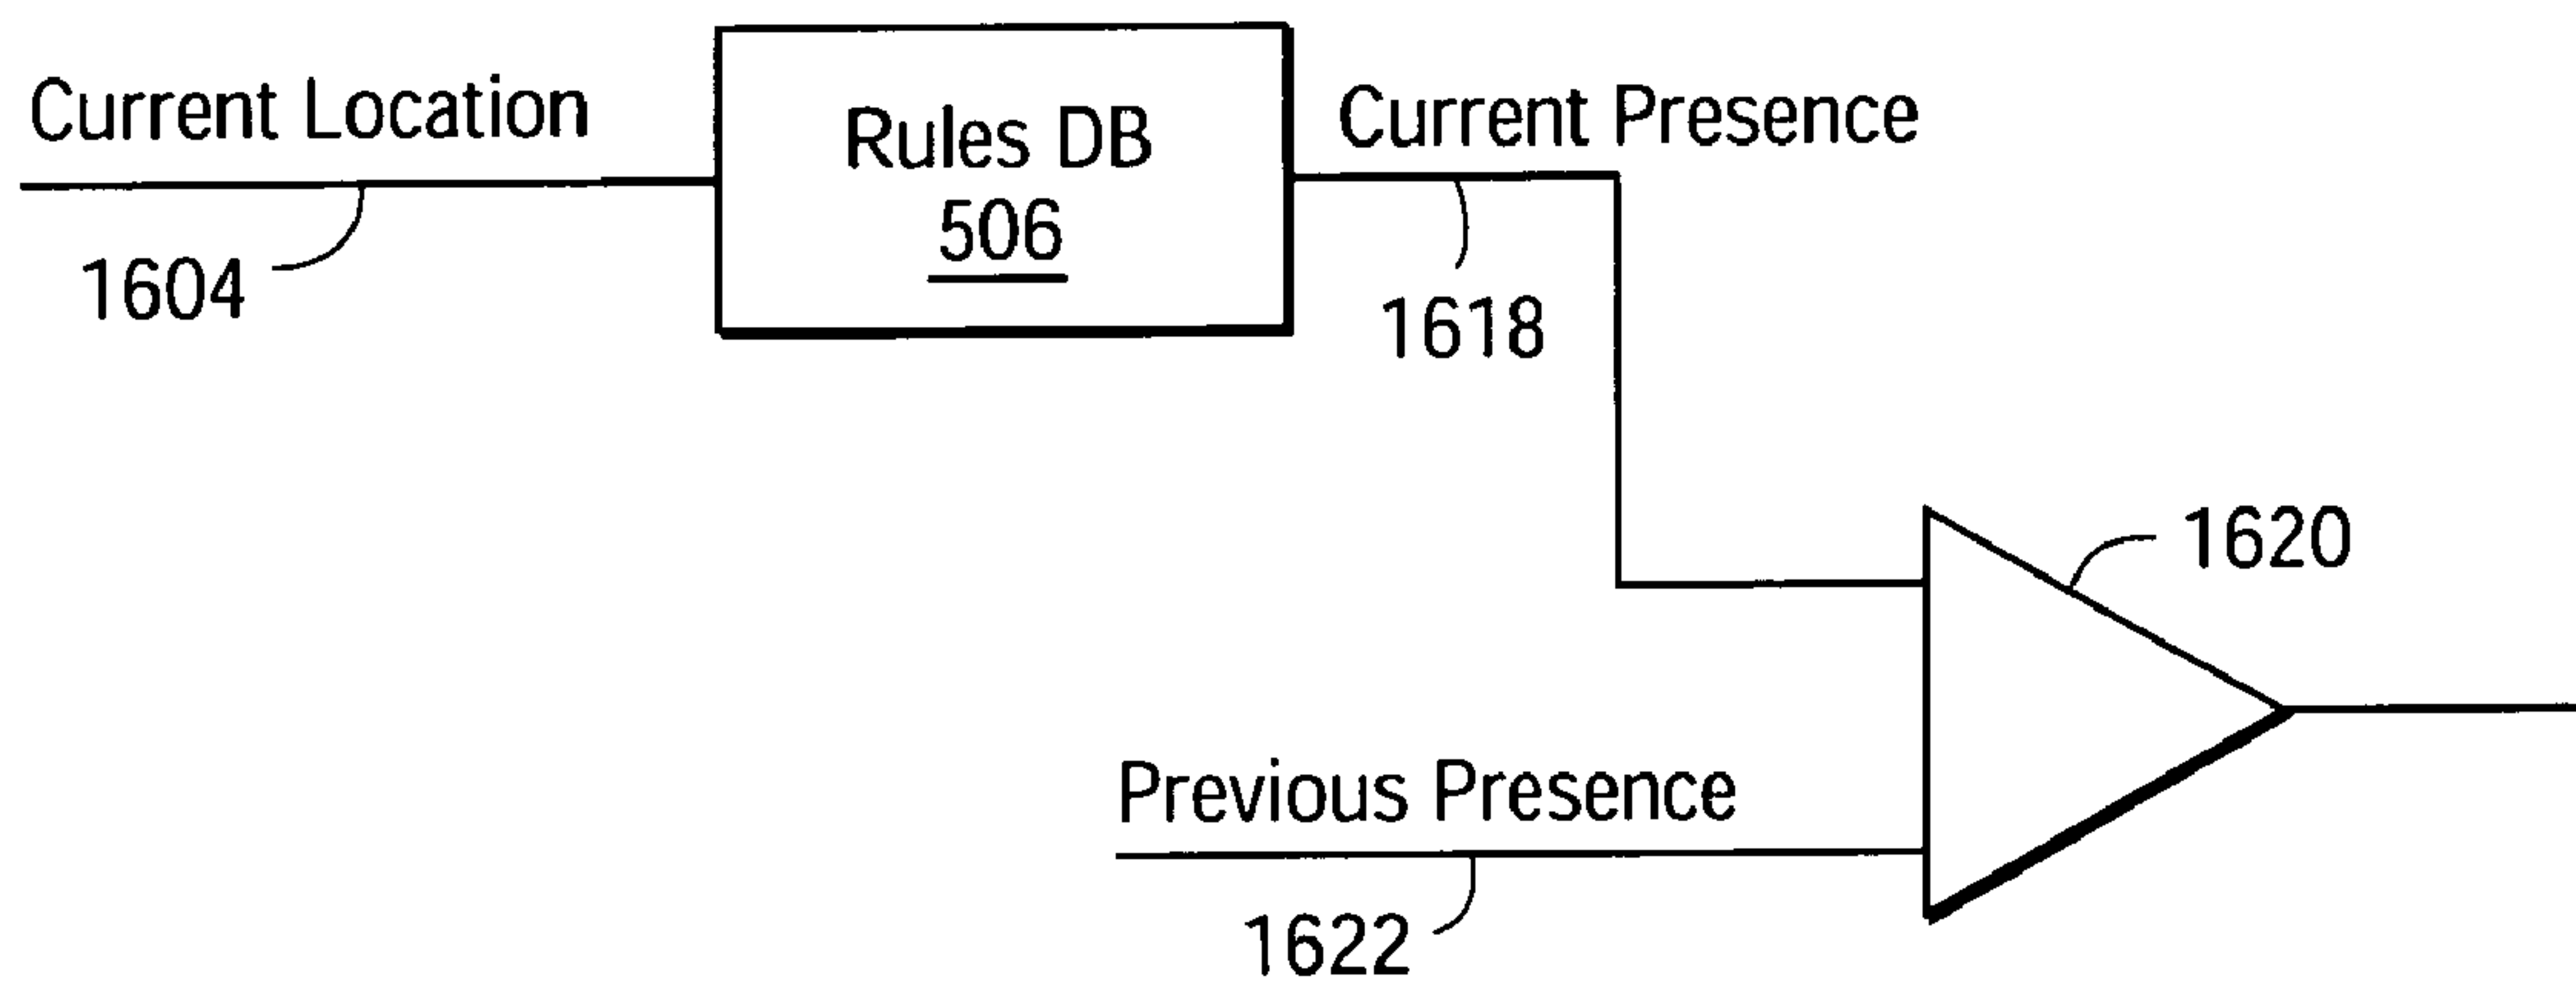 Current Location
1604
Rules DB
506
Current Presence
1618
1620
Previous Presence
1622